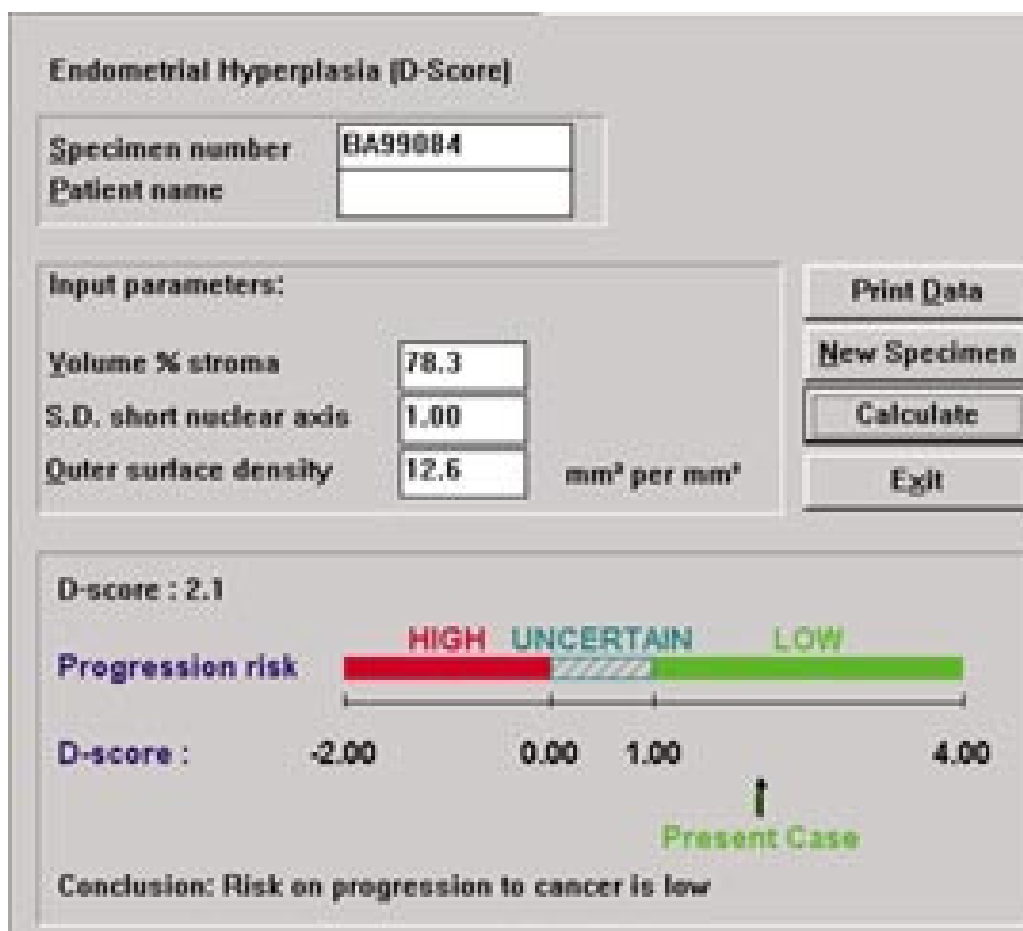 Endometrial Hyperplasia (D-Score)
Specimen number BA99084
Patient name
Input parameters:
Volume % stroma 78.3
S.D. short nuclear axis 1.00
Outer surface density 12.6 mm² per mm³
Print Data
New Specimen
Calculate
Exit
D-score : 2.1
HIGH UNCERTAIN LOW
Progression risk
D-score : -2.00 0.00 1.00 4.00
Present Case
Conclusion: Risk on progression to cancer is low